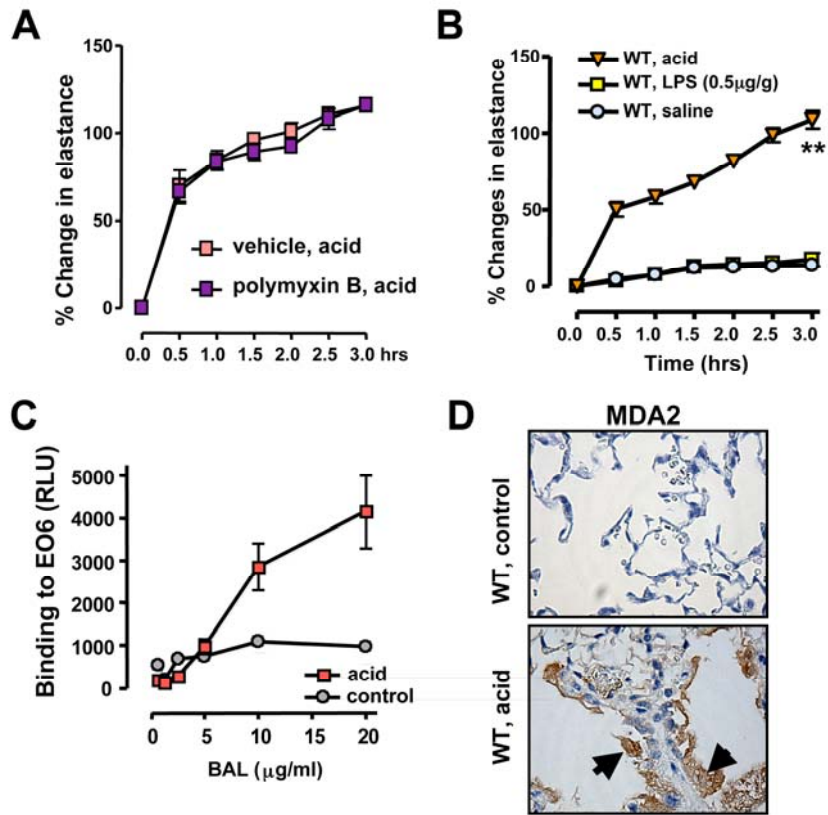 A
150
100
50
0
% Change in elastance
vehicle, acid
polymyxin B, acid
0.0 0.5 1.0 1.5 2.0 2.5 3.0 hrs
B
150
100
50
0
% Changes in elastance
WT, acid
WT, LPS (0.5μg/g)
WT, saline
**
0.0 0.5 1.0 1.5 2.0 2.5 3.0
Time (hrs)
C
5000
4000
3000
2000
1000
0
Binding to EO6 (RLU)
acid
control
0 5 10 15 20
BAL (μg/ml)
D
MDA2
WT, control
WT, acid